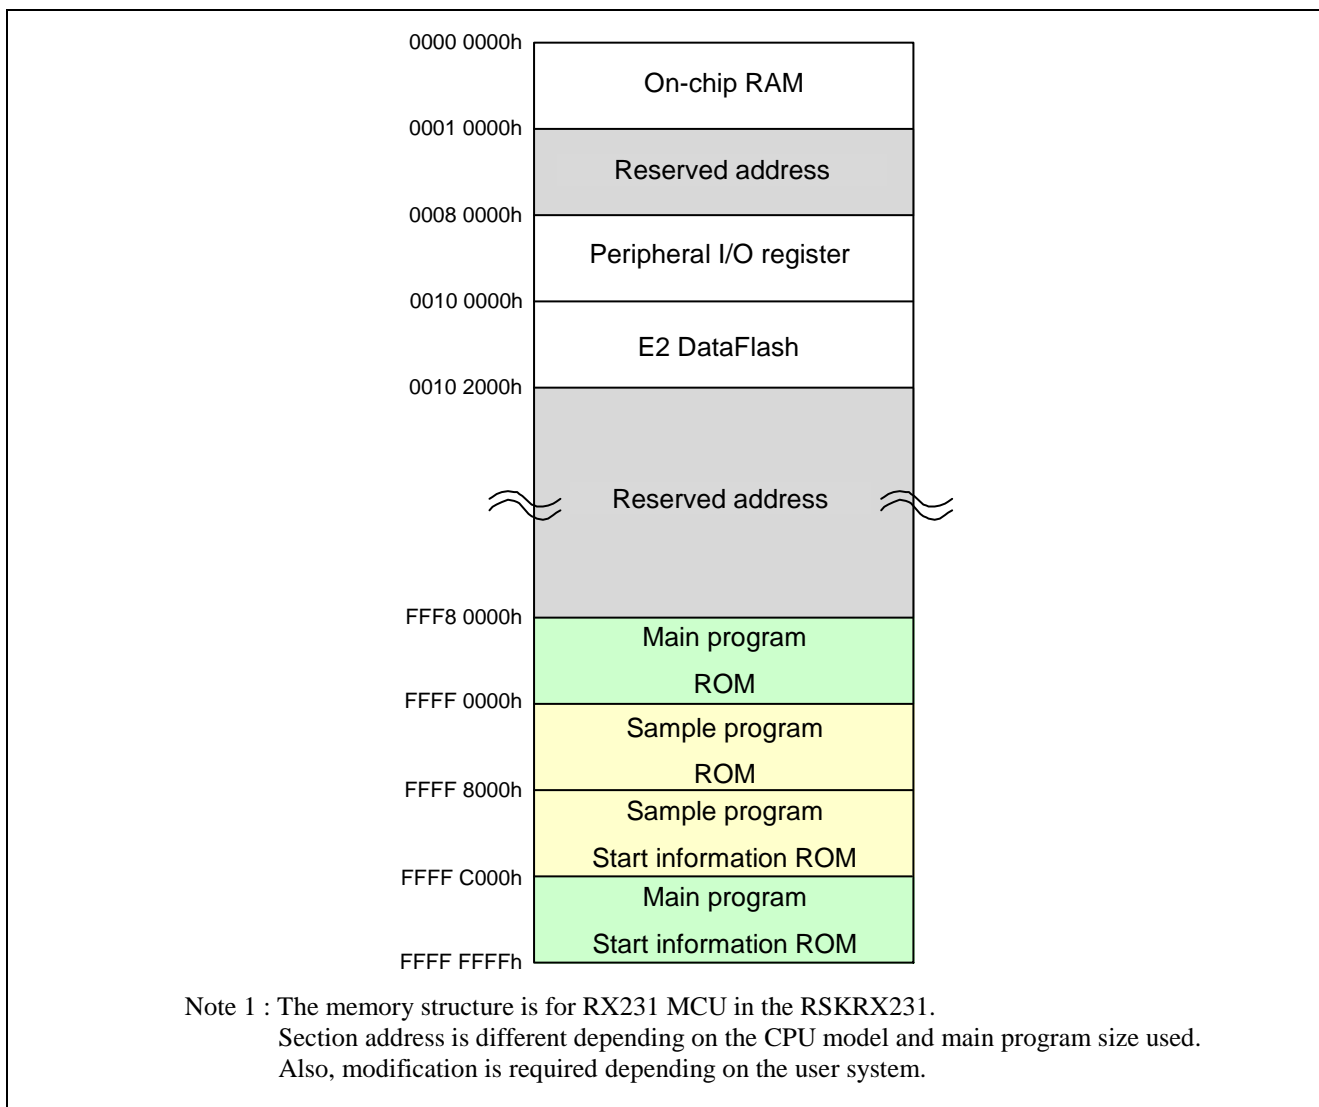 0000 0000h
On-chip RAM
0001 0000h
Reserved address
0008 0000h
Peripheral I/O register
0010 0000h
E2 DataFlash
0010 2000h
Reserved address
FFF8 0000h
Main program
ROM
FFFF 0000h
Sample program
ROM
FFFF 8000h
Sample program
Start information ROM
FFFF C000h
Main program
Start information ROM
FFFF FFFFh
Note 1 : The memory structure is for RX231 MCU in the RSKRX231.
Section address is different depending on the CPU model and main program size used.
Also, modification is required depending on the user system.